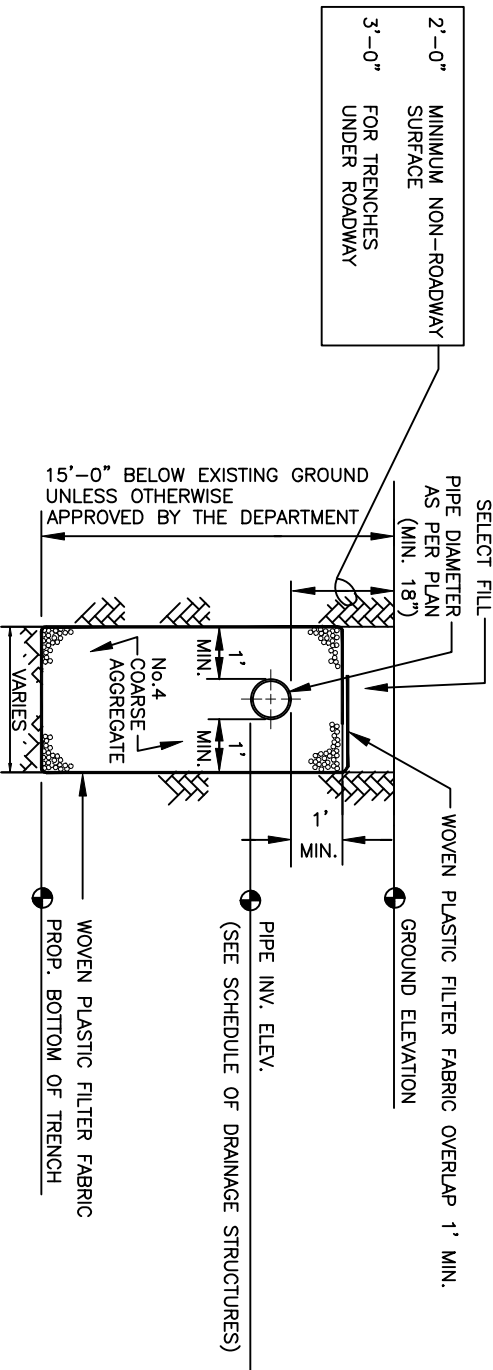 2'-0" MINIMUM NON-ROADWAY
SURFACE
3'-0" FOR TRENCHES
UNDER ROADWAY
SELECT FILL
PIPE DIAMETER
AS PER PLAN
(MIN. 18")
WOVEN PLASTIC FILTER FABRIC OVERLAP 1' MIN.
GROUND ELEVATION
15'-0" BELOW EXISTING GROUND
UNLESS OTHERWISE
APPROVED BY THE DEPARTMENT
1'
MIN.
1'
MIN.
1'
MIN.
No.4
COARSE
AGGREGATE
VARIES
PIPE INV. ELEV.
(SEE SCHEDULE OF DRAINAGE STRUCTURES)
WOVEN PLASTIC FILTER FABRIC
PROP. BOTTOM OF TRENCH